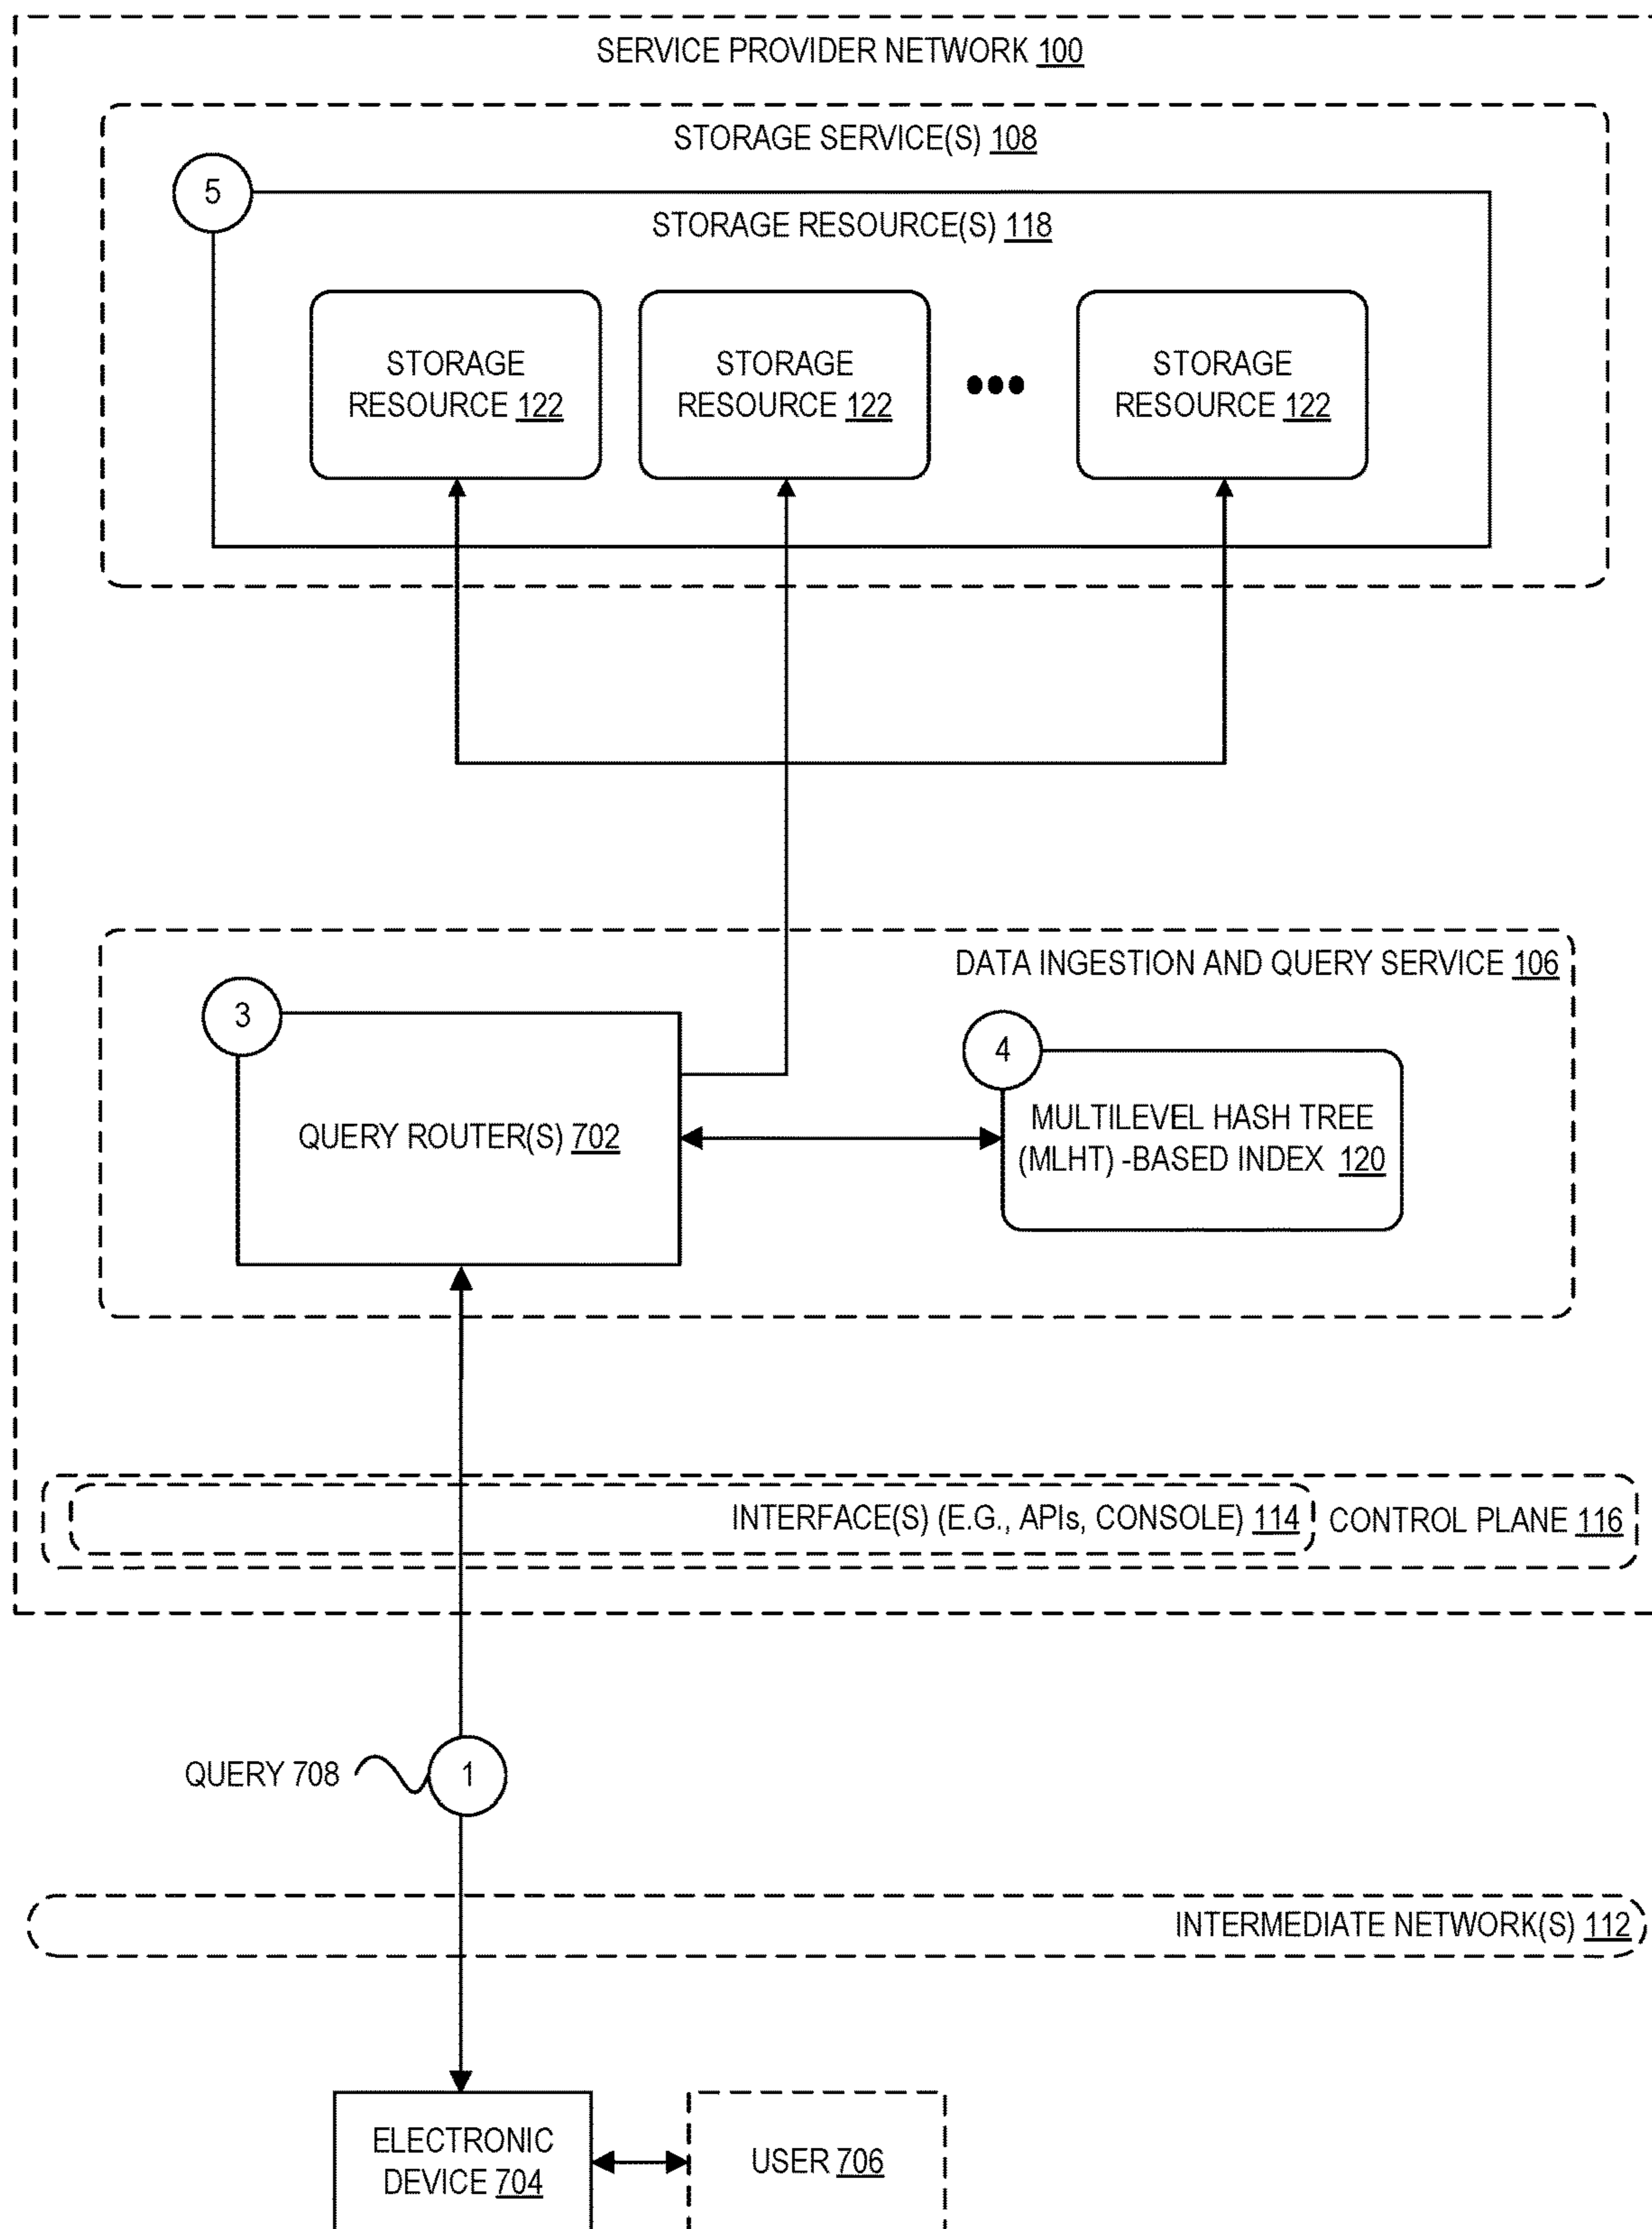 SERVICE PROVIDER NETWORK 100
STORAGE SERVICE(S) 108
5
STORAGE RESOURCE(S) 118
STORAGE
RESOURCE 122
STORAGE
RESOURCE 122
STORAGE
RESOURCE 122
DATA INGESTION AND QUERY SERVICE 106
3
QUERY ROUTER(S) 702
4
MULTILEVEL HASH TREE
(MLHT) -BASED INDEX 120
INTERFACE(S) (E.G., APIs, CONSOLE) 114
CONTROL PLANE 116
QUERY 708
1
INTERMEDIATE NETWORK(S) 112
ELECTRONIC
DEVICE 704
USER 706